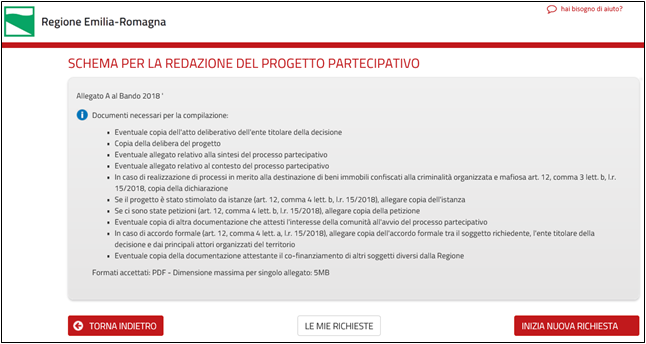 hai bisogno di aiuto?
Regione Emilia-Romagna
SCHEMA PER LA REDAZIONE DEL PROGETTO PARTECIPATIVO
Allegato A al Bando 2018 '
Documenti necessari per la compilazione:
• Eventuale copia dell'atto deliberativo dell'ente titolare della decisione
• Copia della delibera del progetto
• Eventuale allegato relativo alla sintesi del processo partecipativo
• Eventuale allegato relativo al contesto del processo partecipativo
• In caso di realizzazione di processi in merito alla destinazione di beni immobili confiscati alla criminalità organizzata e mafiosa art. 12, comma 3 lett. b, l.r.
15/2018, copia della dichiarazione
• Se il progetto è stato stimolato da istanze (art. 12, comma 4 lett. b, l.r. 15/2018), allegare copia dell'istanza
• Se ci sono state petizioni (art. 12, comma 4 lett. b, l.r. 15/2018), allegare copia della petizione
• Eventuale copia di altra documentazione che attesti l'interesse della comunità all'avvio del processo partecipativo
• In caso di accordo formale (art. 12, comma 4 lett. a, l.r. 15/2018), allegare copia dell'accordo formale tra il soggetto richiedente, l'ente titolare della
decisione e dai principali attori organizzati del territorio
• Eventuale copia della documentazione attestante il co-finanziamento di altri soggetti diversi dalla Regione
Formati accettati: PDF - Dimensione massima per singolo allegato: 5MB
TORNA INDIETRO
LE MIE RICHIESTE
INIZIA NUOVA RICHIESTA